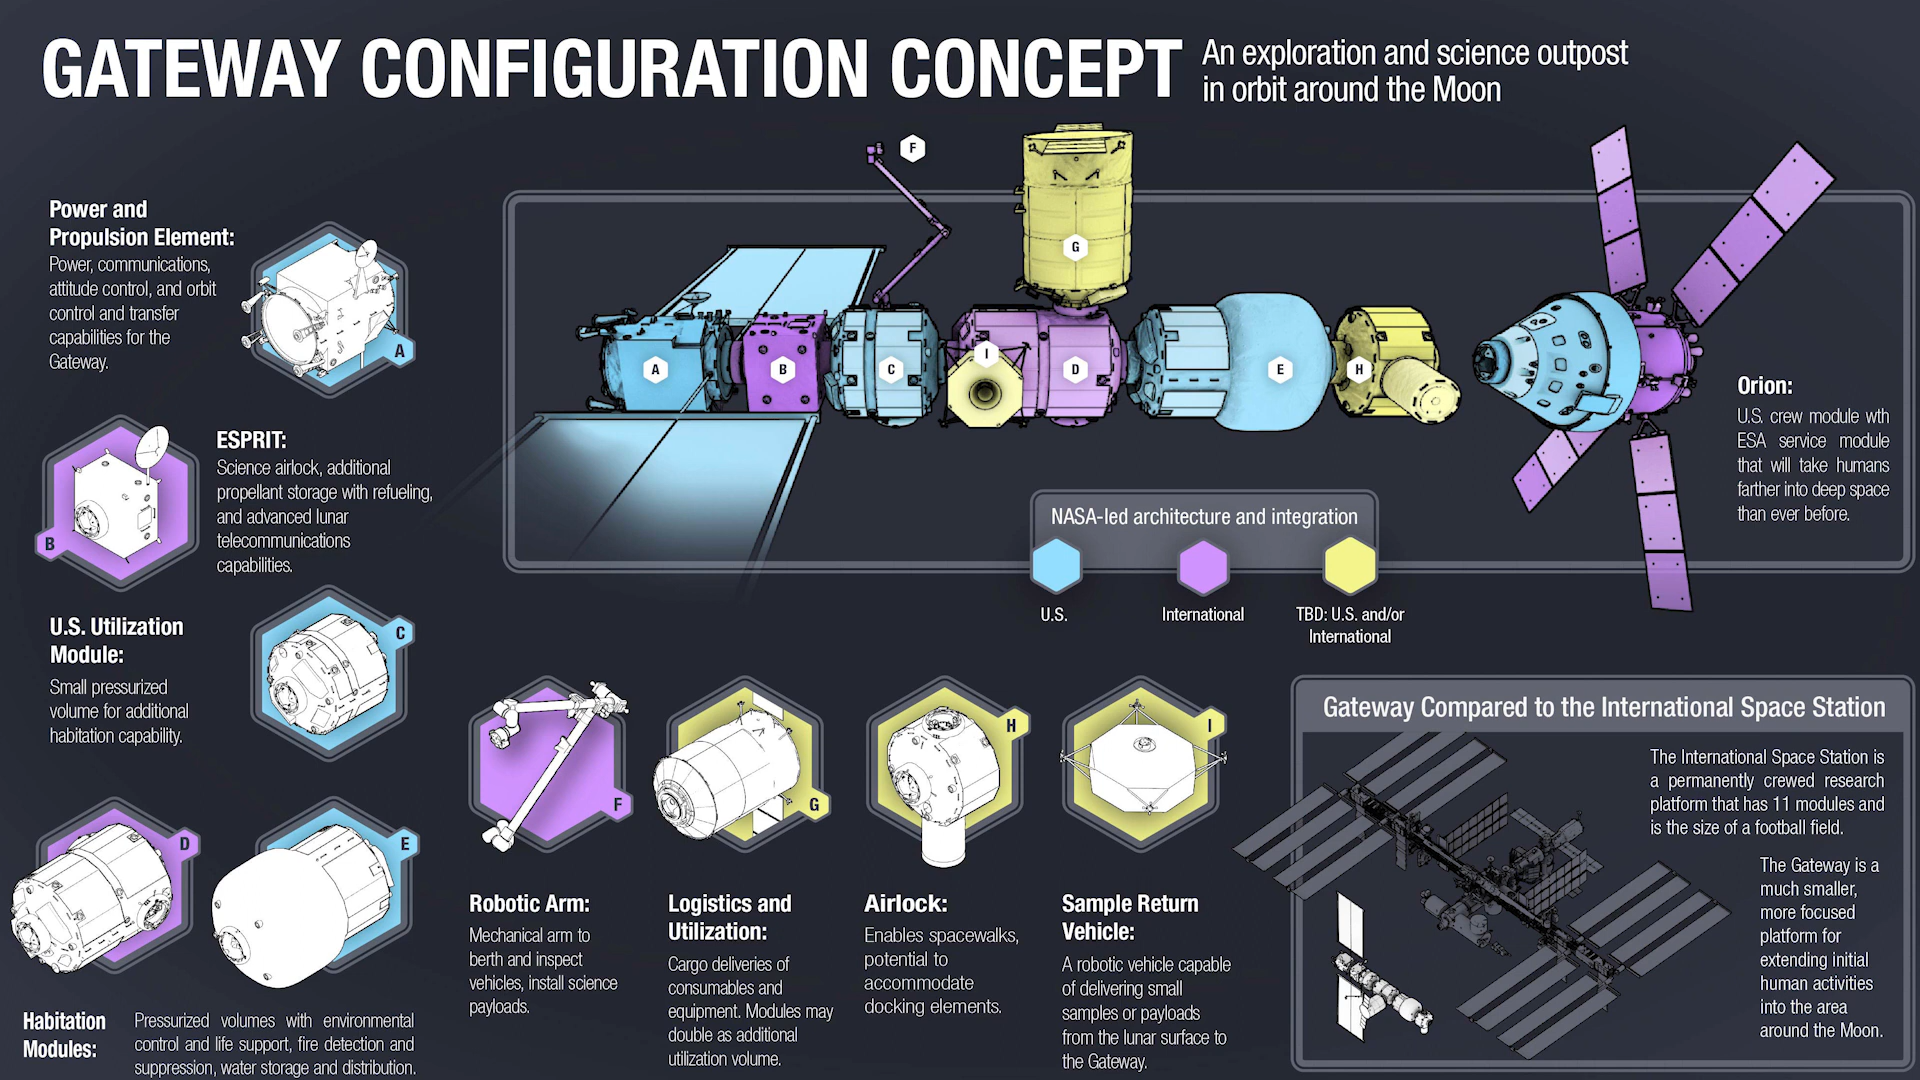 GATEWAY CONFIGURATION CONCEPT
An exploration and science outpost
in orbit around the Moon
Power and
Propulsion Element:
Power, communications,
attitude control, and orbit
control and transfer
capabilities for the
Gateway.
A
B
ESPRIT:
Science airlock, additional
propellant storage with refueling,
and advanced lunar
telecommunications
capabilities.
U.S. Utilization
Module:
Small pressurized
volume for additional
habitation capability.
C
D
E
Habitation
Modules:
Pressurized volumes with environmental
control and life support, fire detection and
suppression, water storage and distribution.
F
G
A
B
C
I
D
E
H
Orion:
U.S. crew module wth
ESA service module
that will take humans
farther into deep space
than ever before.
NASA-led architecture and integration
U.S.
International
TBD: U.S. and/or
International
F
Robotic Arm:
Mechanical arm to
berth and inspect
vehicles, install science
payloads.
G
Logistics and
Utilization:
Cargo deliveries of
consumables and
equipment. Modules may
double as additional
utilization volume.
H
Airlock:
Enables spacewalks,
potential to
accommodate
docking elements.
I
Sample Return
Vehicle:
A robotic vehicle capable
of delivering small
samples or payloads
from the lunar surface to
the Gateway.
Gateway Compared to the International Space Station
The International Space Station is
a permanently crewed research
platform that has 11 modules and
is the size of a football field.
The Gateway is a
much smaller,
more focused
platform for
extending initial
human activities
into the area
around the Moon.